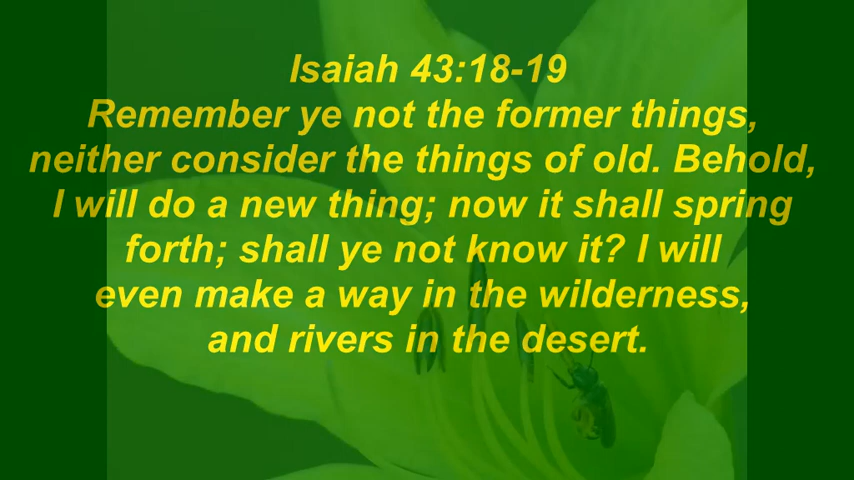 Isaiah 43:18-19
Remember ye not the former things,
neither consider the things of old. Behold,
I will do a new thing; now it shall spring
forth; shall ye not know it? I will
even make a way in the wilderness,
and rivers in the desert.